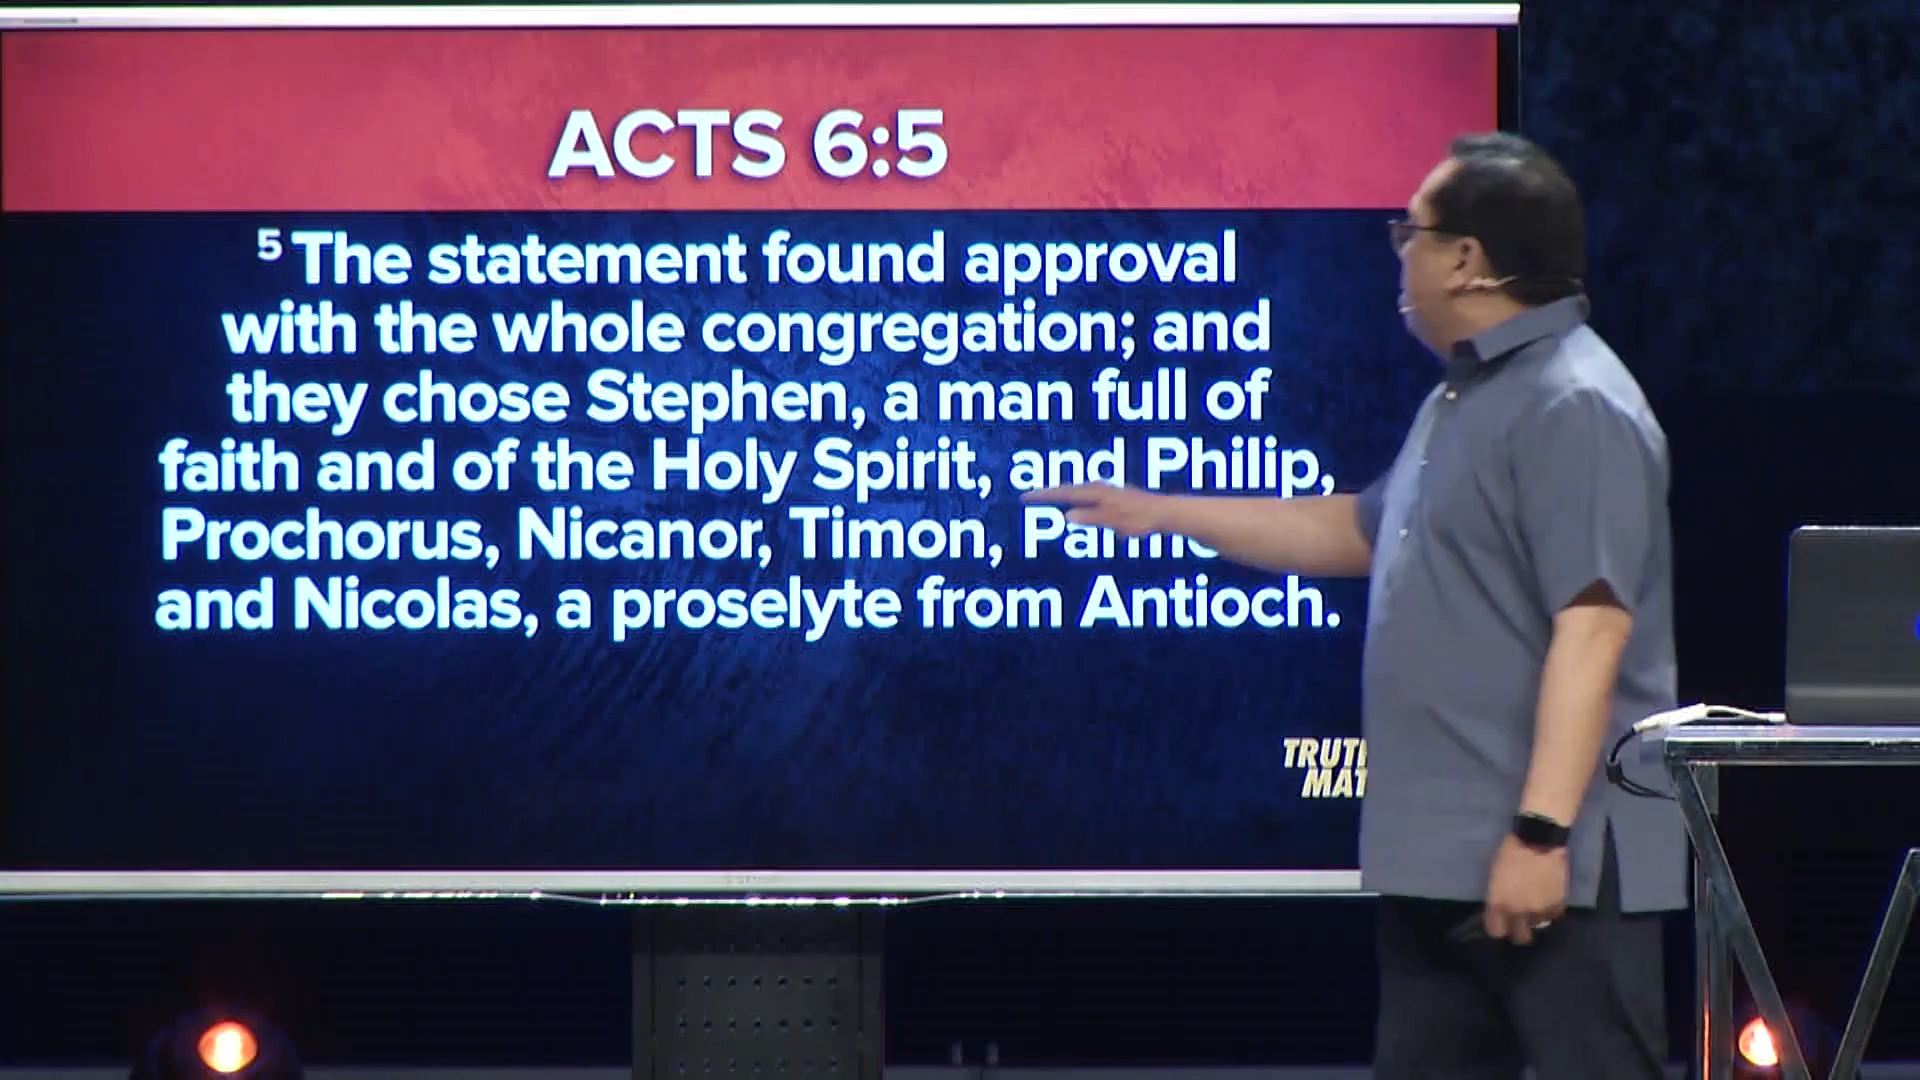 ACTS 6:5
5 The statement found approval
with the whole congregation; and
they chose Stephen, a man full of
faith and of the Holy Spirit, and Philip,
Prochorus, Nicanor, Timon,
and Nicolas, a proselyte from Antioch.